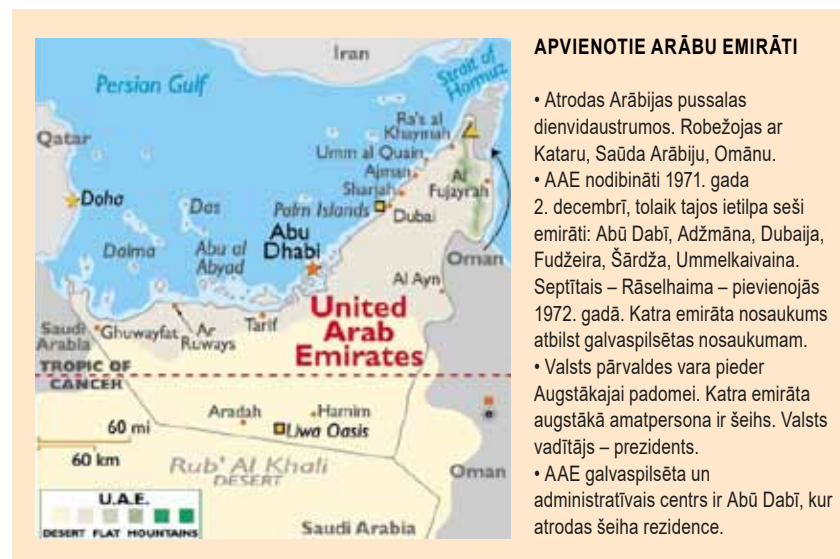 Iran
Strait of
Hormuz
Persian Gulf
Ra's al
Khaymah
Qatar
Umm al Quain
Ajman
Al
Fujayrah
Sharjah
Doha
Das
Palm Islands
Dubai
Abu
Dhabi
Dalma
Abu al
Abyad
Oman
Al Ayn
United
Arab
Emirates
Saudi
Arabia
Ghuwayfat
Ar
Ruways
Tarif
TROPIC OF
CANCER
Aradah
Hamim
60 mi
Liwa Oasis
60 km
Rub' Al Khali
DESERT
Oman
U.A.E.
DESERT FLAT MOUNTAINS
Saudi Arabia
APVIENOTIE ARĀBU EMIRĀTI
• Atrodas Arābijas pussalas
dienvidaustrumos. Robežojas ar
Kataru, Saūda Arābiju, Omānu.
• AAE nodibināti 1971. gada
2. decembrī, tolaik tajos ietilpa seši
emirāti: Abū Dabī, Adžmāna, Dubaija,
Fudžeira, Šārdža, Ummelkaivaina.
Septītais – Rāselhaima – pievienojās
1972. gadā. Katra emirāta nosaukums
atbilst galvaspilsētas nosaukumam.
• Valsts pārvaldes vara pieder
Augstākajai padomei. Katra emirāta
augstākā amatpersona ir šeihs. Valsts
vadītājs – prezidents.
• AAE galvaspilsēta un
administratīvais centrs ir Abū Dabī, kur
atrodas šeiha rezidence.